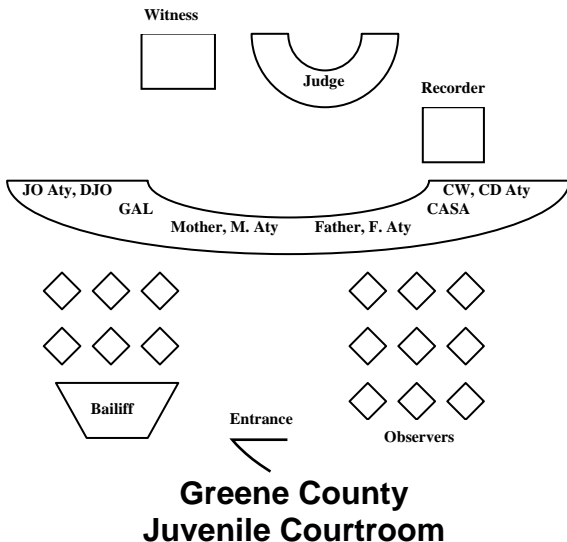 Witness
Judge
Recorder
JO Aty, DJO
CW, CD Aty
GAL
CASA
Mother, M. Aty
Father, F. Aty
Bailiff
Entrance
Observers
Greene County
Juvenile Courtroom